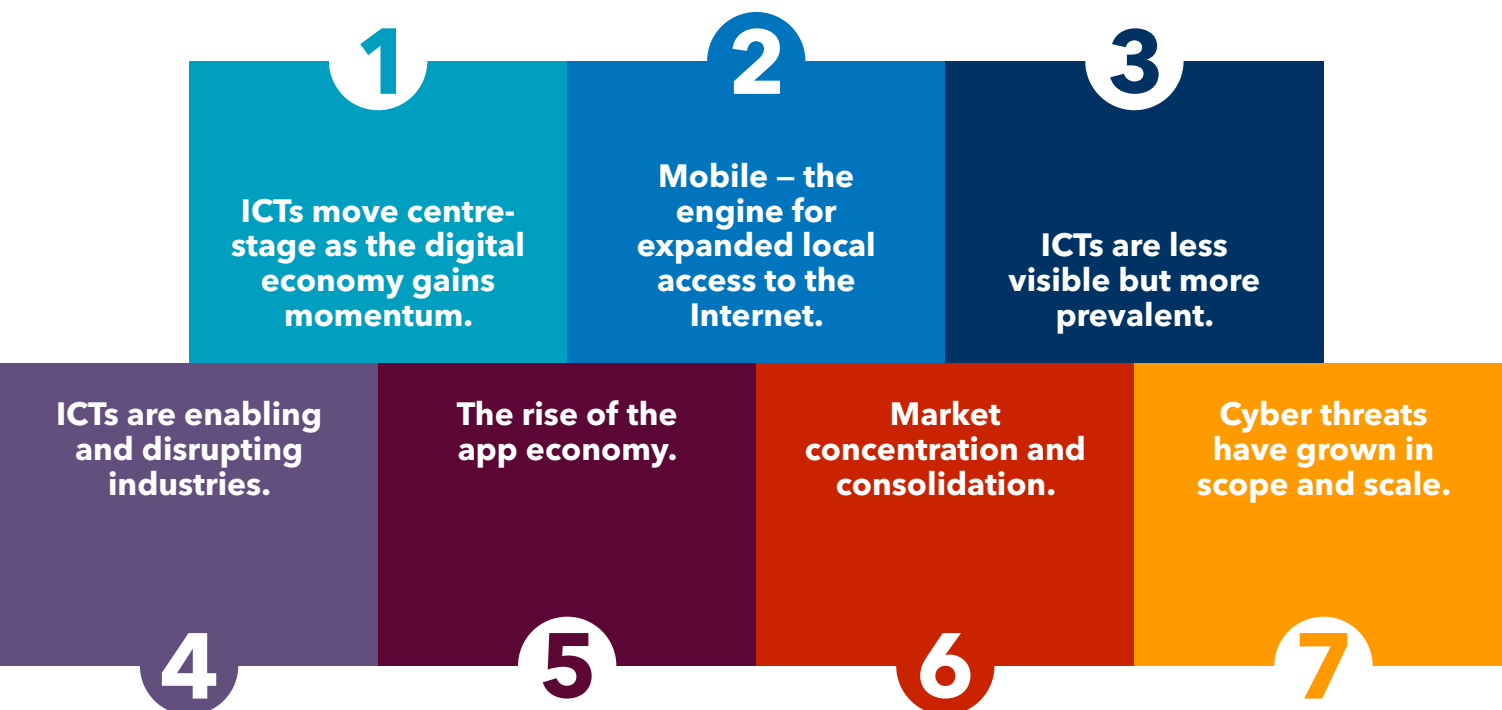 1
ICTs move centre-
stage as the digital
economy gains
momentum.
2
Mobile — the
engine for
expanded local
access to the
Internet.
3
ICTs are less
visible but more
prevalent.
ICTs are enabling
and disrupting
industries.
4
The rise of the
app economy.
5
Market
concentration and
consolidation.
6
Cyber threats
have grown in
scope and scale.
7